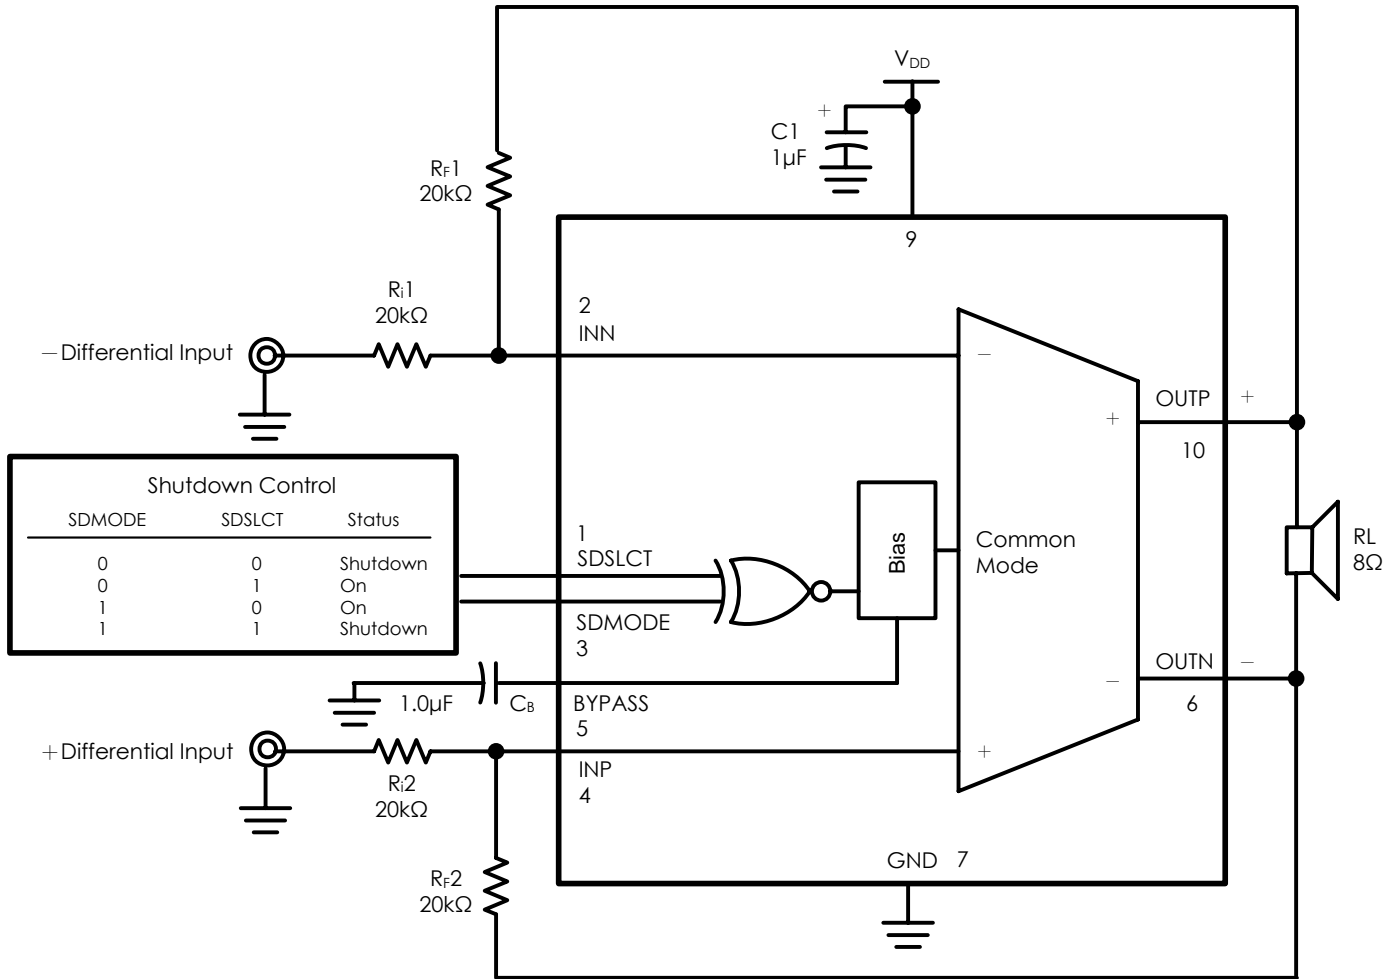 VDD
+
C1
1µF
RF1
20kΩ
9
Ri1
20kΩ
2
INN
−Differential Input
−
OUTP
+
+
10
Shutdown Control
SDMODE SDSLCT Status
0 0 Shutdown
0 1 On
1 0 On
1 1 Shutdown
1
SDSLCT
Bias
Common
Mode
RL
8Ω
SDMODE
3
OUTN
−
−
6
1.0µF CB
BYPASS
5
+Differential Input
+
INP
4
Ri2
20kΩ
GND 7
RF2
20kΩ